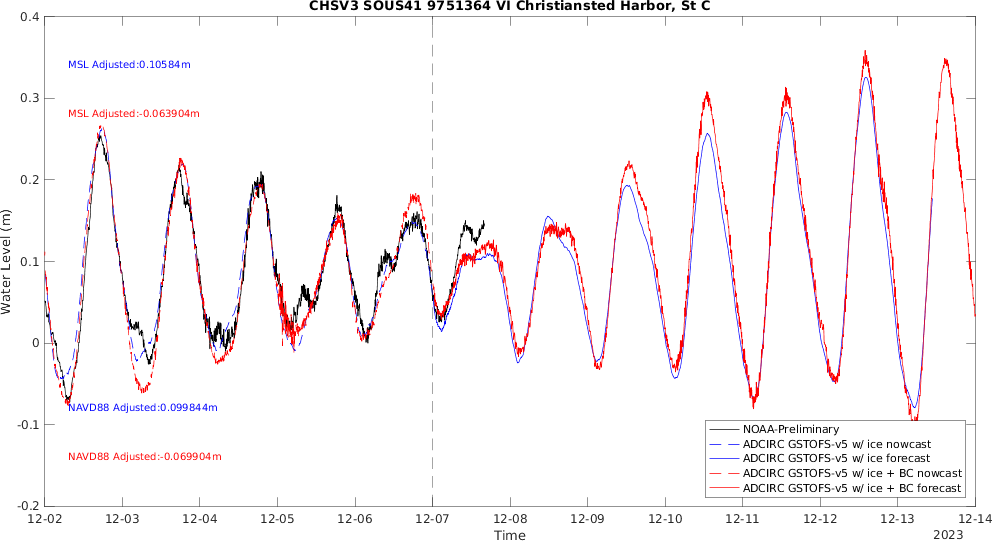 CHSV3 SOUS41 9751364 VI Christiansted Harbor, St C
0.4
MSL Adjusted:0.10584m
0.3
MSL Adjusted:-0.063904m
0.2
0.1
Water Level (m)
0
NAVD88 Adjusted:0.099844m
-0.1
NAVD88 Adjusted:-0.069904m
-0.2
NOAA-Preliminary
ADCIRC GSTOFS-v5 w/ ice nowcast
ADCIRC GSTOFS-v5 w/ ice forecast
ADCIRC GSTOFS-v5 w/ ice + BC nowcast
ADCIRC GSTOFS-v5 w/ ice + BC forecast
12-02 12-03 12-04 12-05 12-06 12-07 12-08 12-09 12-10 12-11 12-12 12-13 12-14
Time
2023